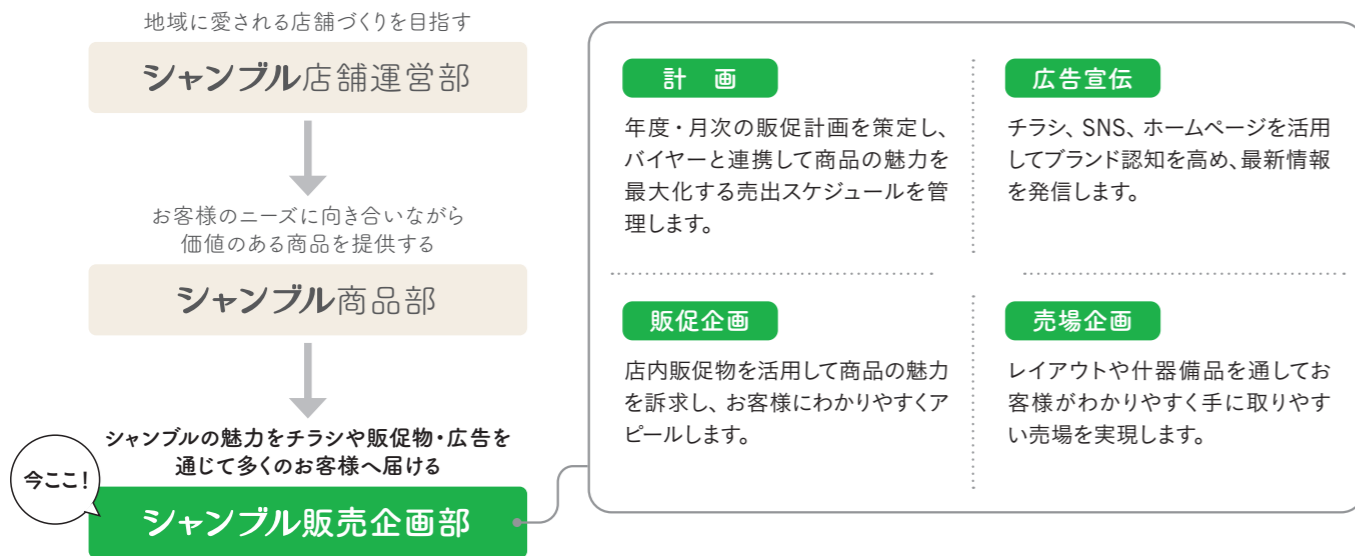 地域に愛される店舗づくりを目指す
シャンブル店舗運営部
お客様のニーズに向き合いながら
価値のある商品を提供する
シャンブル商品部
シャンブルの魅力をチラシや販促物・広告を
通じて多くのお客様へ届ける
今ここ！
シャンブル販売企画部
計　画
年度・月次の販促計画を策定し、
バイヤーと連携して商品の魅力を
最大化する売出スケジュールを管
理します。
広告宣伝
チラシ、SNS、ホームページを活用
してブランド認知を高め、最新情報
を発信します。
販促企画
店内販促物を活用して商品の魅力
を訴求し、お客様にわかりやすくア
ピールします。
売場企画
レイアウトや什器備品を通してお
客様がわかりやすく手に取りやす
い売場を実現します。